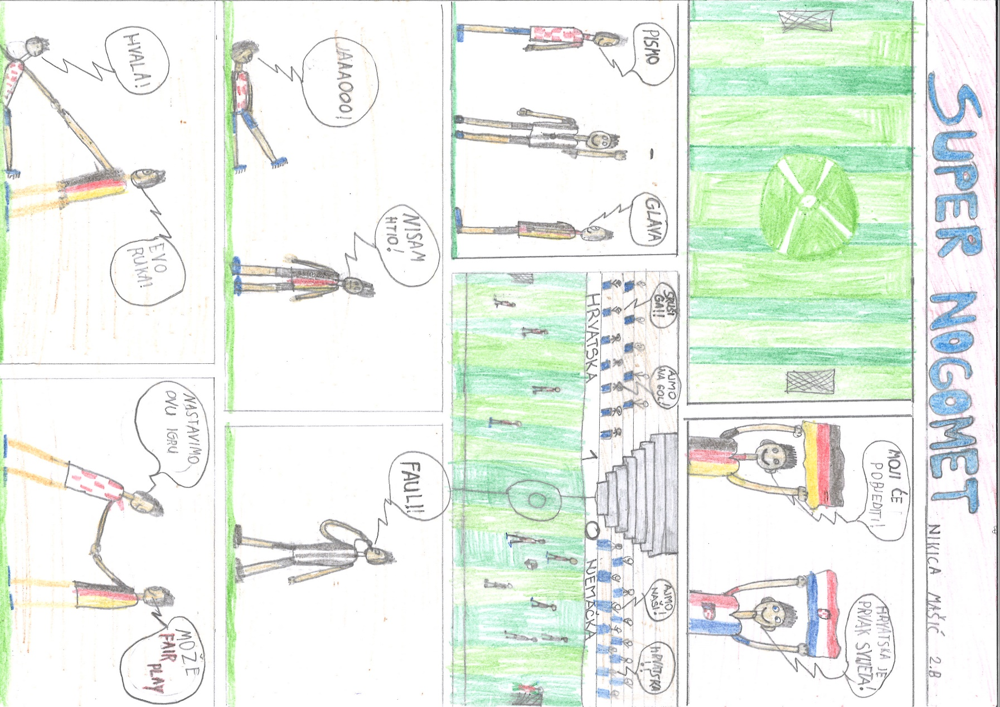 SUPER NOGOMET
NIKICA MAŠIĆ 2.B
MOJI ĆE
POBJEDITI!
HRVATSKA JE
PRVAK SVIJETA!
PISMO
GLAVA
SRUŠI
GA!!
AJMO
NA GOL!
AJMO
NAŠI!
HRVATSKA
!!
HRVATSKA 1
0 NJEMAČKA
JAAAOOO!
NISAM
HTIO!
FAUL!!
HVALA!
EVO
RUKA!!
NASTAVIMO
OVU IGRU
MOŽE
FAIR
PLAY